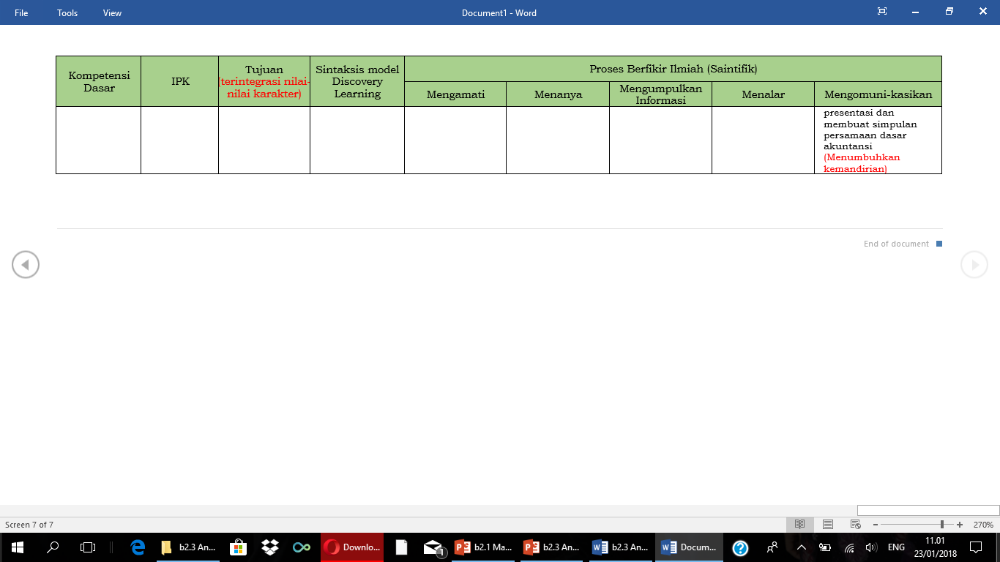 File Tools View Document1 - Word
Kompetensi
Dasar
IPK
Tujuan
(terintegrasi nilai-
nilai karakter)
Sintaksis model
Discovery
Learning
Proses Berfikir Ilmiah (Saintifik)
Mengamati
Menanya
Mengumpulkan
Informasi
Menalar
Mengomuni-kasikan
presentasi dan
membuat simpulan
persamaan dasar
akuntansi
(Menumbuhkan
kemandirian)
End of document
Screen 7 of 7
270%
b2.3 An...
Downlo...
1
b2.1 Ma...
b2.3 An...
b2.3 An...
Docum...
ENG
11.01
23/01/2018